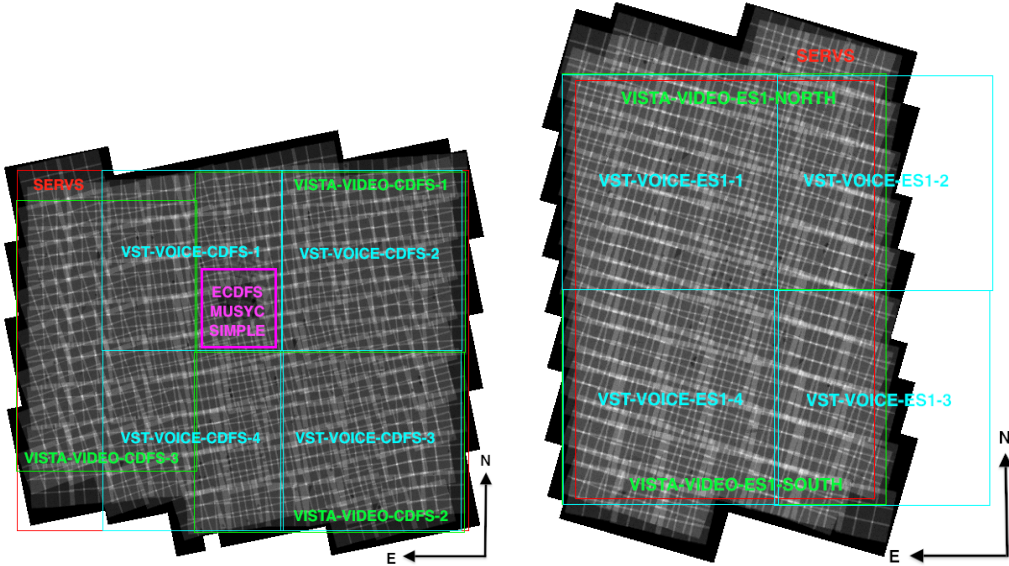 SERVS
VISTA-VIDEO-CDFS-1
VST-VOICE-CDFS-1
VST-VOICE-CDFS-2
ECDFS
MUSYC
SIMPLE
VST-VOICE-CDFS-4
VST-VOICE-CDFS-3
VISTA-VIDEO-CDFS-3
VISTA-VIDEO-CDFS-2
N
E
SERVS
VISTA-VIDEO-ES1-NORTH
VST-VOICE-ES1-1
VST-VOICE-ES1-2
VST-VOICE-ES1-4
VST-VOICE-ES1-3
VISTA-VIDEO-ES1-SOUTH
N
E